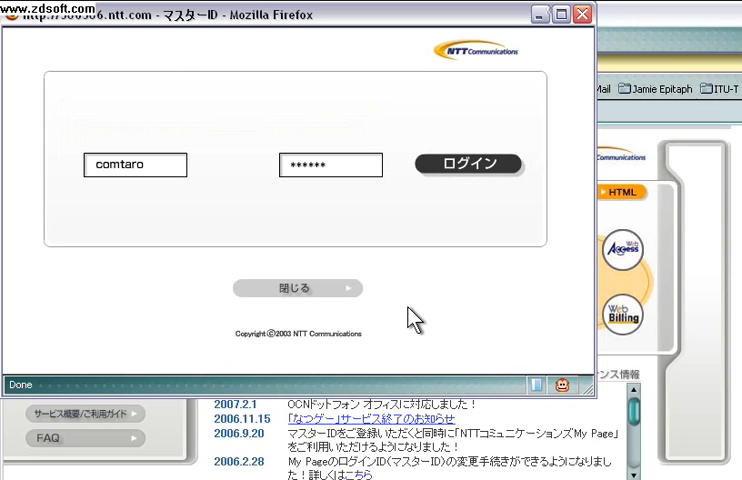 www.zdsoft.com
.ntt.com - マスターID - Mozilla Firefox
NTT Communications
comtaro
******
ログイン
閉じる
Copyright©2003 NTT Communications
Done
Mail
Jamie Epitaph
ITU-T
Communications
HTML
Web Access
Web Billing
ンス情報
サービス概要/ご利用ガイド
FAQ
2007.2.1 OCNドットフォン オフィスに対応しました！
2006.11.15 「なつゲー」サービス終了のお知らせ
2006.9.20 マスターIDをご登録いただくと同時に「NTTコミュニケーションズMy Page」
をご利用いただけるようになりました！
2006.2.28 My PageのログインID（マスターID）の変更手続きができるようになりまし
た！詳しくはこちら